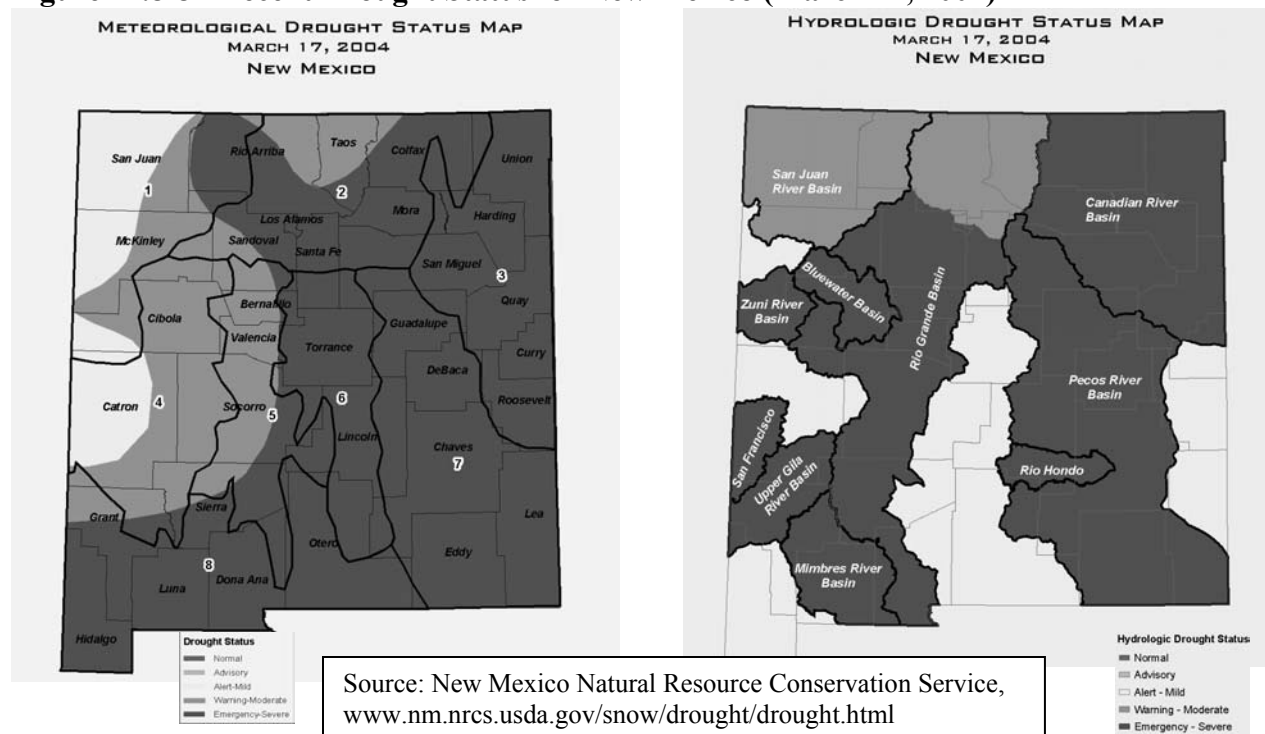 METEOROLOGICAL DROUGHT STATUS MAP
MARCH 17, 2004
NEW MEXICO
San Juan
1
Rio Arriba
Taos
2
Colfax
Union
Los Alamos
Mora
Harding
McKinley
Sandoval
Santa Fe
San Miguel
3
Bernalillo
Quay
Cibola
Valencia
Guadalupe
Torrance
Curry
DeBaca
Catron
4
Socorro
5
6
Roosevelt
Lincoln
Chaves
7
Grant
Sierra
Lea
Otero
Eddy
8
Luna
Dona Ana
Hidalgo
Drought Status
Normal
Advisory
Alert-Mild
Warning-Moderate
Emergency-Severe
HYDROLOGIC DROUGHT STATUS MAP
MARCH 17, 2004
NEW MEXICO
San Juan
River Basin
Canadian River
Basin
Bluewater Basin
Zuni River
Basin
Rio Grande Basin
Pecos River
Basin
San Francisco
Upper Gila
River Basin
Rio Hondo
Mimbres River
Basin
Hydrologic Drought Status
Normal
Advisory
Alert - Mild
Warning - Moderate
Emergency - Severe
Source: New Mexico Natural Resource Conservation Service,
www.nm.nrcs.usda.gov/snow/drought/drought.html